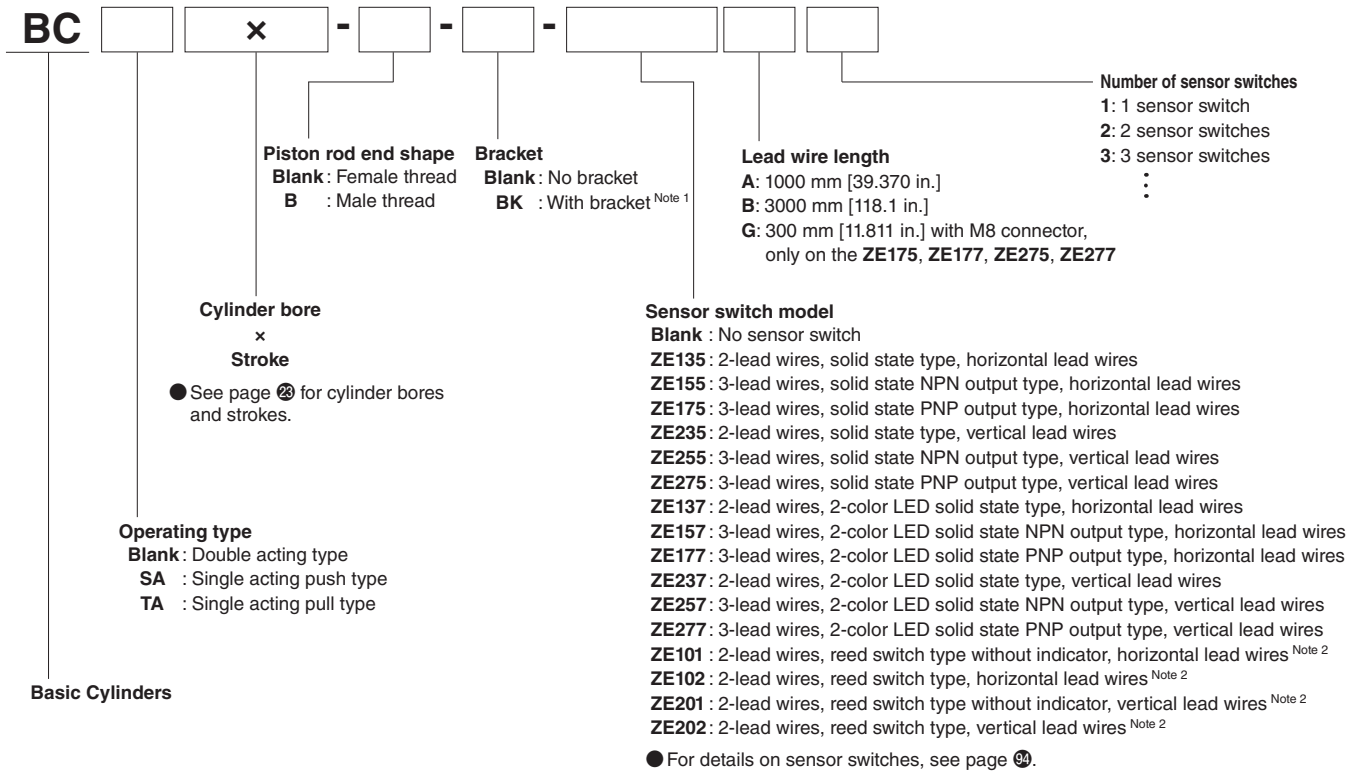 BC × - - -
Number of sensor switches
1: 1 sensor switch
2: 2 sensor switches
3: 3 sensor switches
⋮
Piston rod end shape
Blank: Female thread
B : Male thread
Bracket
Blank: No bracket
BK : With bracket Note 1
Lead wire length
A: 1000 mm [39.370 in.]
B: 3000 mm [118.1 in.]
G: 300 mm [11.811 in.] with M8 connector,
only on the ZE175, ZE177, ZE275, ZE277
Cylinder bore
×
Stroke
● See page 23 for cylinder bores
and strokes.
Sensor switch model
Blank : No sensor switch
ZE135 : 2-lead wires, solid state type, horizontal lead wires
ZE155 : 3-lead wires, solid state NPN output type, horizontal lead wires
ZE175 : 3-lead wires, solid state PNP output type, horizontal lead wires
ZE235 : 2-lead wires, solid state type, vertical lead wires
ZE255 : 3-lead wires, solid state NPN output type, vertical lead wires
ZE275 : 3-lead wires, solid state PNP output type, vertical lead wires
ZE137 : 2-lead wires, 2-color LED solid state type, horizontal lead wires
ZE157 : 3-lead wires, 2-color LED solid state NPN output type, horizontal lead wires
ZE177 : 3-lead wires, 2-color LED solid state PNP output type, horizontal lead wires
ZE237 : 2-lead wires, 2-color LED solid state type, vertical lead wires
ZE257 : 3-lead wires, 2-color LED solid state NPN output type, vertical lead wires
ZE277 : 3-lead wires, 2-color LED solid state PNP output type, vertical lead wires
ZE101 : 2-lead wires, reed switch type without indicator, horizontal lead wires Note 2
ZE102 : 2-lead wires, reed switch type, horizontal lead wires Note 2
ZE201 : 2-lead wires, reed switch type without indicator, vertical lead wires Note 2
ZE202 : 2-lead wires, reed switch type, vertical lead wires Note 2
● For details on sensor switches, see page 94.
Operating type
Blank : Double acting type
SA : Single acting push type
TA : Single acting pull type
Basic Cylinders